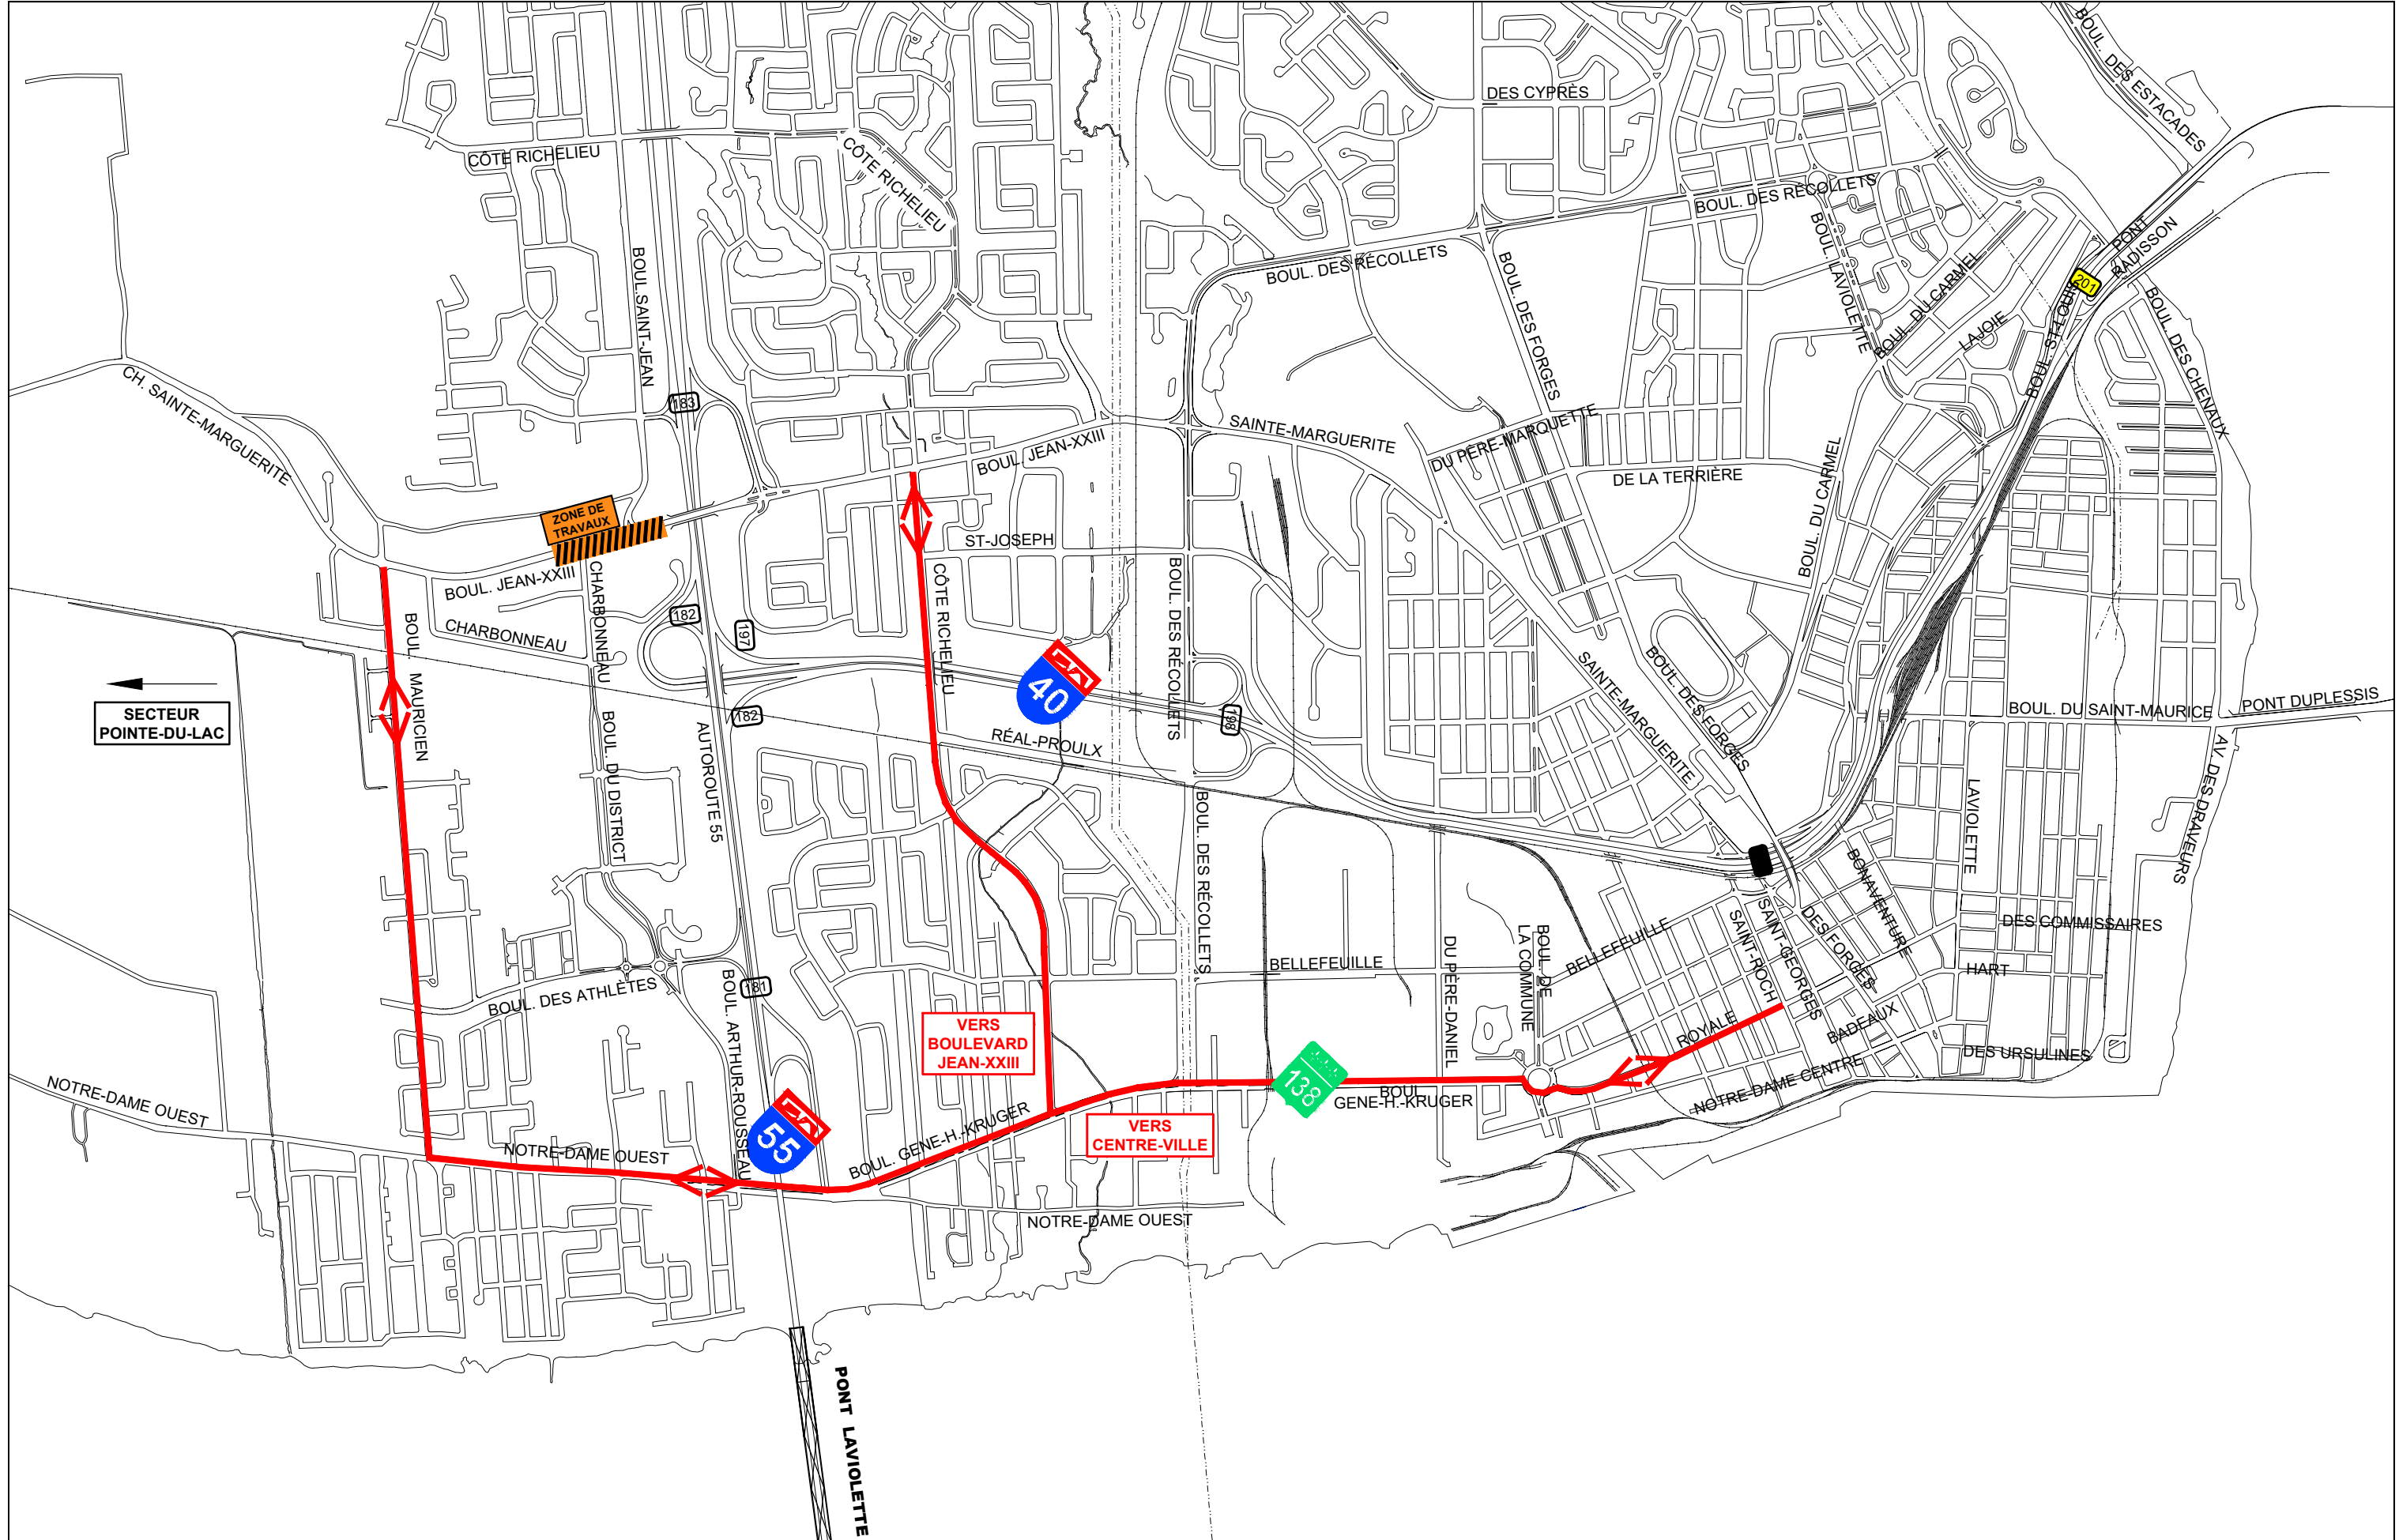 BOUL. DES ESTACADES
DES CYPRÈS
CÔTE RICHELIEU
CÔTE RICHELIEU
BOUL. DES RÉCOLLETS
BOUL. DES RÉCOLLETS
BOUL. LAVIOLETTE
BOUL. DU CARMEL
LAJOIE
PONT
RADISSON
201
BOUL. ST-LOUIS
BOUL. DES CHENAUX
BOUL.SAINT-JEAN
BOUL. DES FORGES
183
CH. SAINTE-MARGUERITE
SAINTE-MARGUERITE
DU PÈRE-MARQUETTE
BOUL. JEAN-XXIII
DE LA TERRIÈRE
BOUL. DU CARMEL
ZONE DE
TRAVAUX
ST-JOSEPH
BOUL. JEAN-XXIII
CHARBONNEAU
CÔTE RICHELIEU
BOUL. DES RÉCOLLETS
182
197
CHARBONNEAU
BOUL. MAURICIEN
40
SAINTE-MARGUERITE
BOUL. DES FORGES
SECTEUR
POINTE-DU-LAC
182
198
BOUL. DU DISTRICT
AUTOROUTE 55
RÉAL-PROULX
BOUL. DU SAINT-MAURICE
PONT DUPLESSIS
AV. DES DRAVEURS
LAVIOLETTE
BOUL. DES RÉCOLLETS
BONAVENTURE
DES COMMISSAIRES
BELLEFEUILLE
BELLEFEUILLE
DU PÈRE-DANIEL
BOUL. DE
LA COMMUNE
SAINT-ROCH
SAINT-GEORGES
DES FORGES
HART
BOUL. DES ATHLÈTES
BOUL. ARTHUR-ROUSSEAU
181
VERS
BOULEVARD
JEAN-XXIII
ROYALE
BADEAUX
DES URSULINES
NOTRE-DAME CENTRE
138
BOUL.
GENE-H.-KRUGER
NOTRE-DAME OUEST
55
BOUL. GENE-H.-KRUGER
VERS
CENTRE-VILLE
NOTRE-DAME OUEST
NOTRE-DAME OUEST
PONT LAVIOLETTE